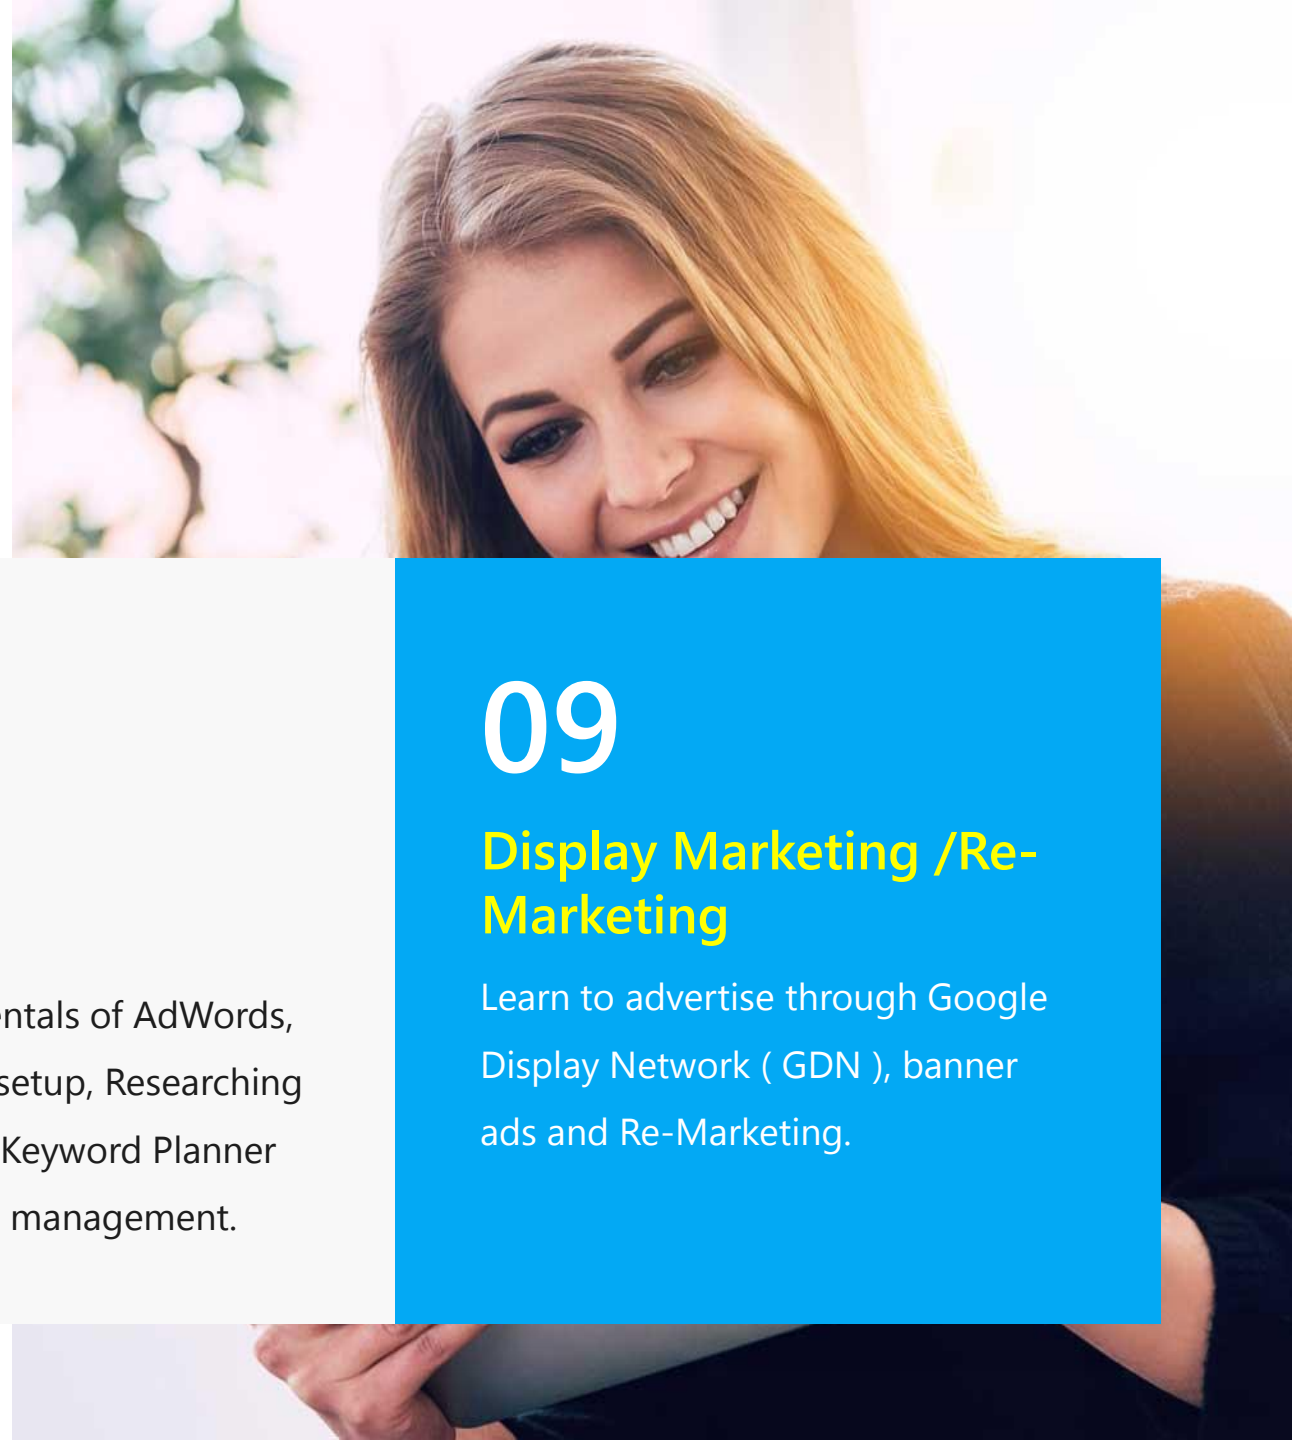 of AdWords,
setup, Researching
Keyword Planner
management.
09
Display Marketing /Re-
Marketing
Learn to advertise through Google
Display Network ( GDN ), banner
ads and Re-Marketing.